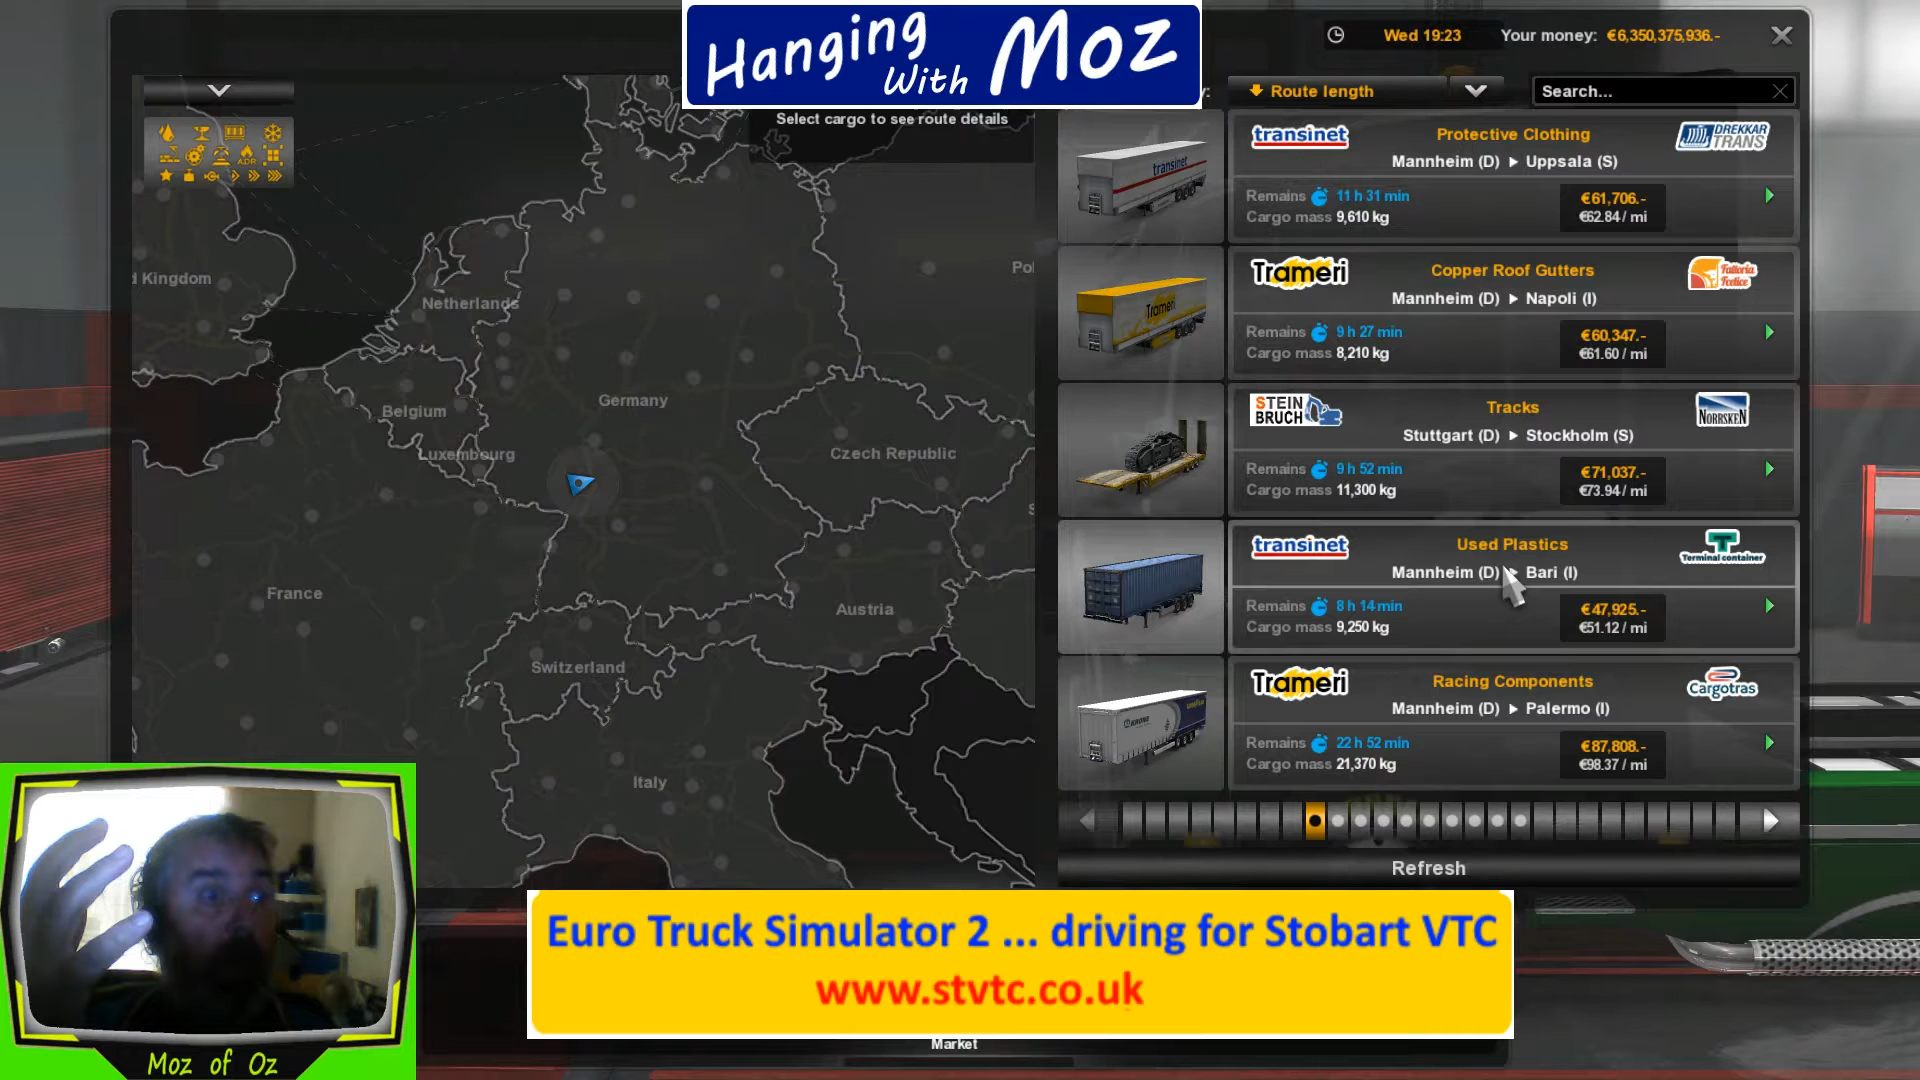 Hanging
With Moz
Wed 19:23
Your money: €6,350,375,936.-
Route length
Search...
Select cargo to see route details
A.D.R
d Kingdom
Netherlands
Pol
Belgium
Germany
Luxembourg
Czech Republic
France
Austria
Switzerland
Italy
transinet
transinet
Protective Clothing
DREKKAR
TRANS
Mannheim (D) ▸ Uppsala (S)
Remains 11 h 31 min
Cargo mass 9,610 kg
€61,706.-
€62.84 / mi
Trameri
Trameri
Copper Roof Gutters
Fattoria
Felice
Mannheim (D) ▸ Napoli (I)
Remains 9 h 27 min
Cargo mass 8,210 kg
€60,347.-
€61.60 / mi
STEIN
BRUCH
Tracks
NORRSKEN
Stuttgart (D) ▸ Stockholm (S)
Remains 9 h 52 min
Cargo mass 11,300 kg
€71,037.-
€73.94 / mi
transinet
Used Plastics
Terminal container
Mannheim (D) ▸ Bari (I)
Remains 8 h 14 min
Cargo mass 9,250 kg
€47,925.-
€51.12 / mi
KRONE
Trameri
Racing Components
Cargotras
Mannheim (D) ▸ Palermo (I)
Remains 22 h 52 min
Cargo mass 21,370 kg
€87,808.-
€98.37 / mi
Refresh
Euro Truck Simulator 2 ... driving for Stobart VTC
www.stvtc.co.uk
Market
Moz of Oz